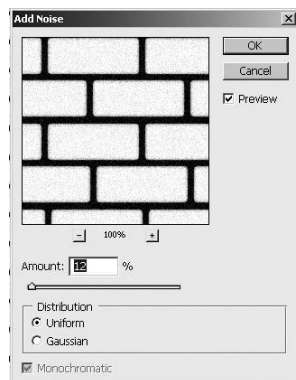 Add Noise
OK
Cancel
Preview
- 100% +
Amount: 12 %
Distribution
Uniform
Gaussian
Monochromatic